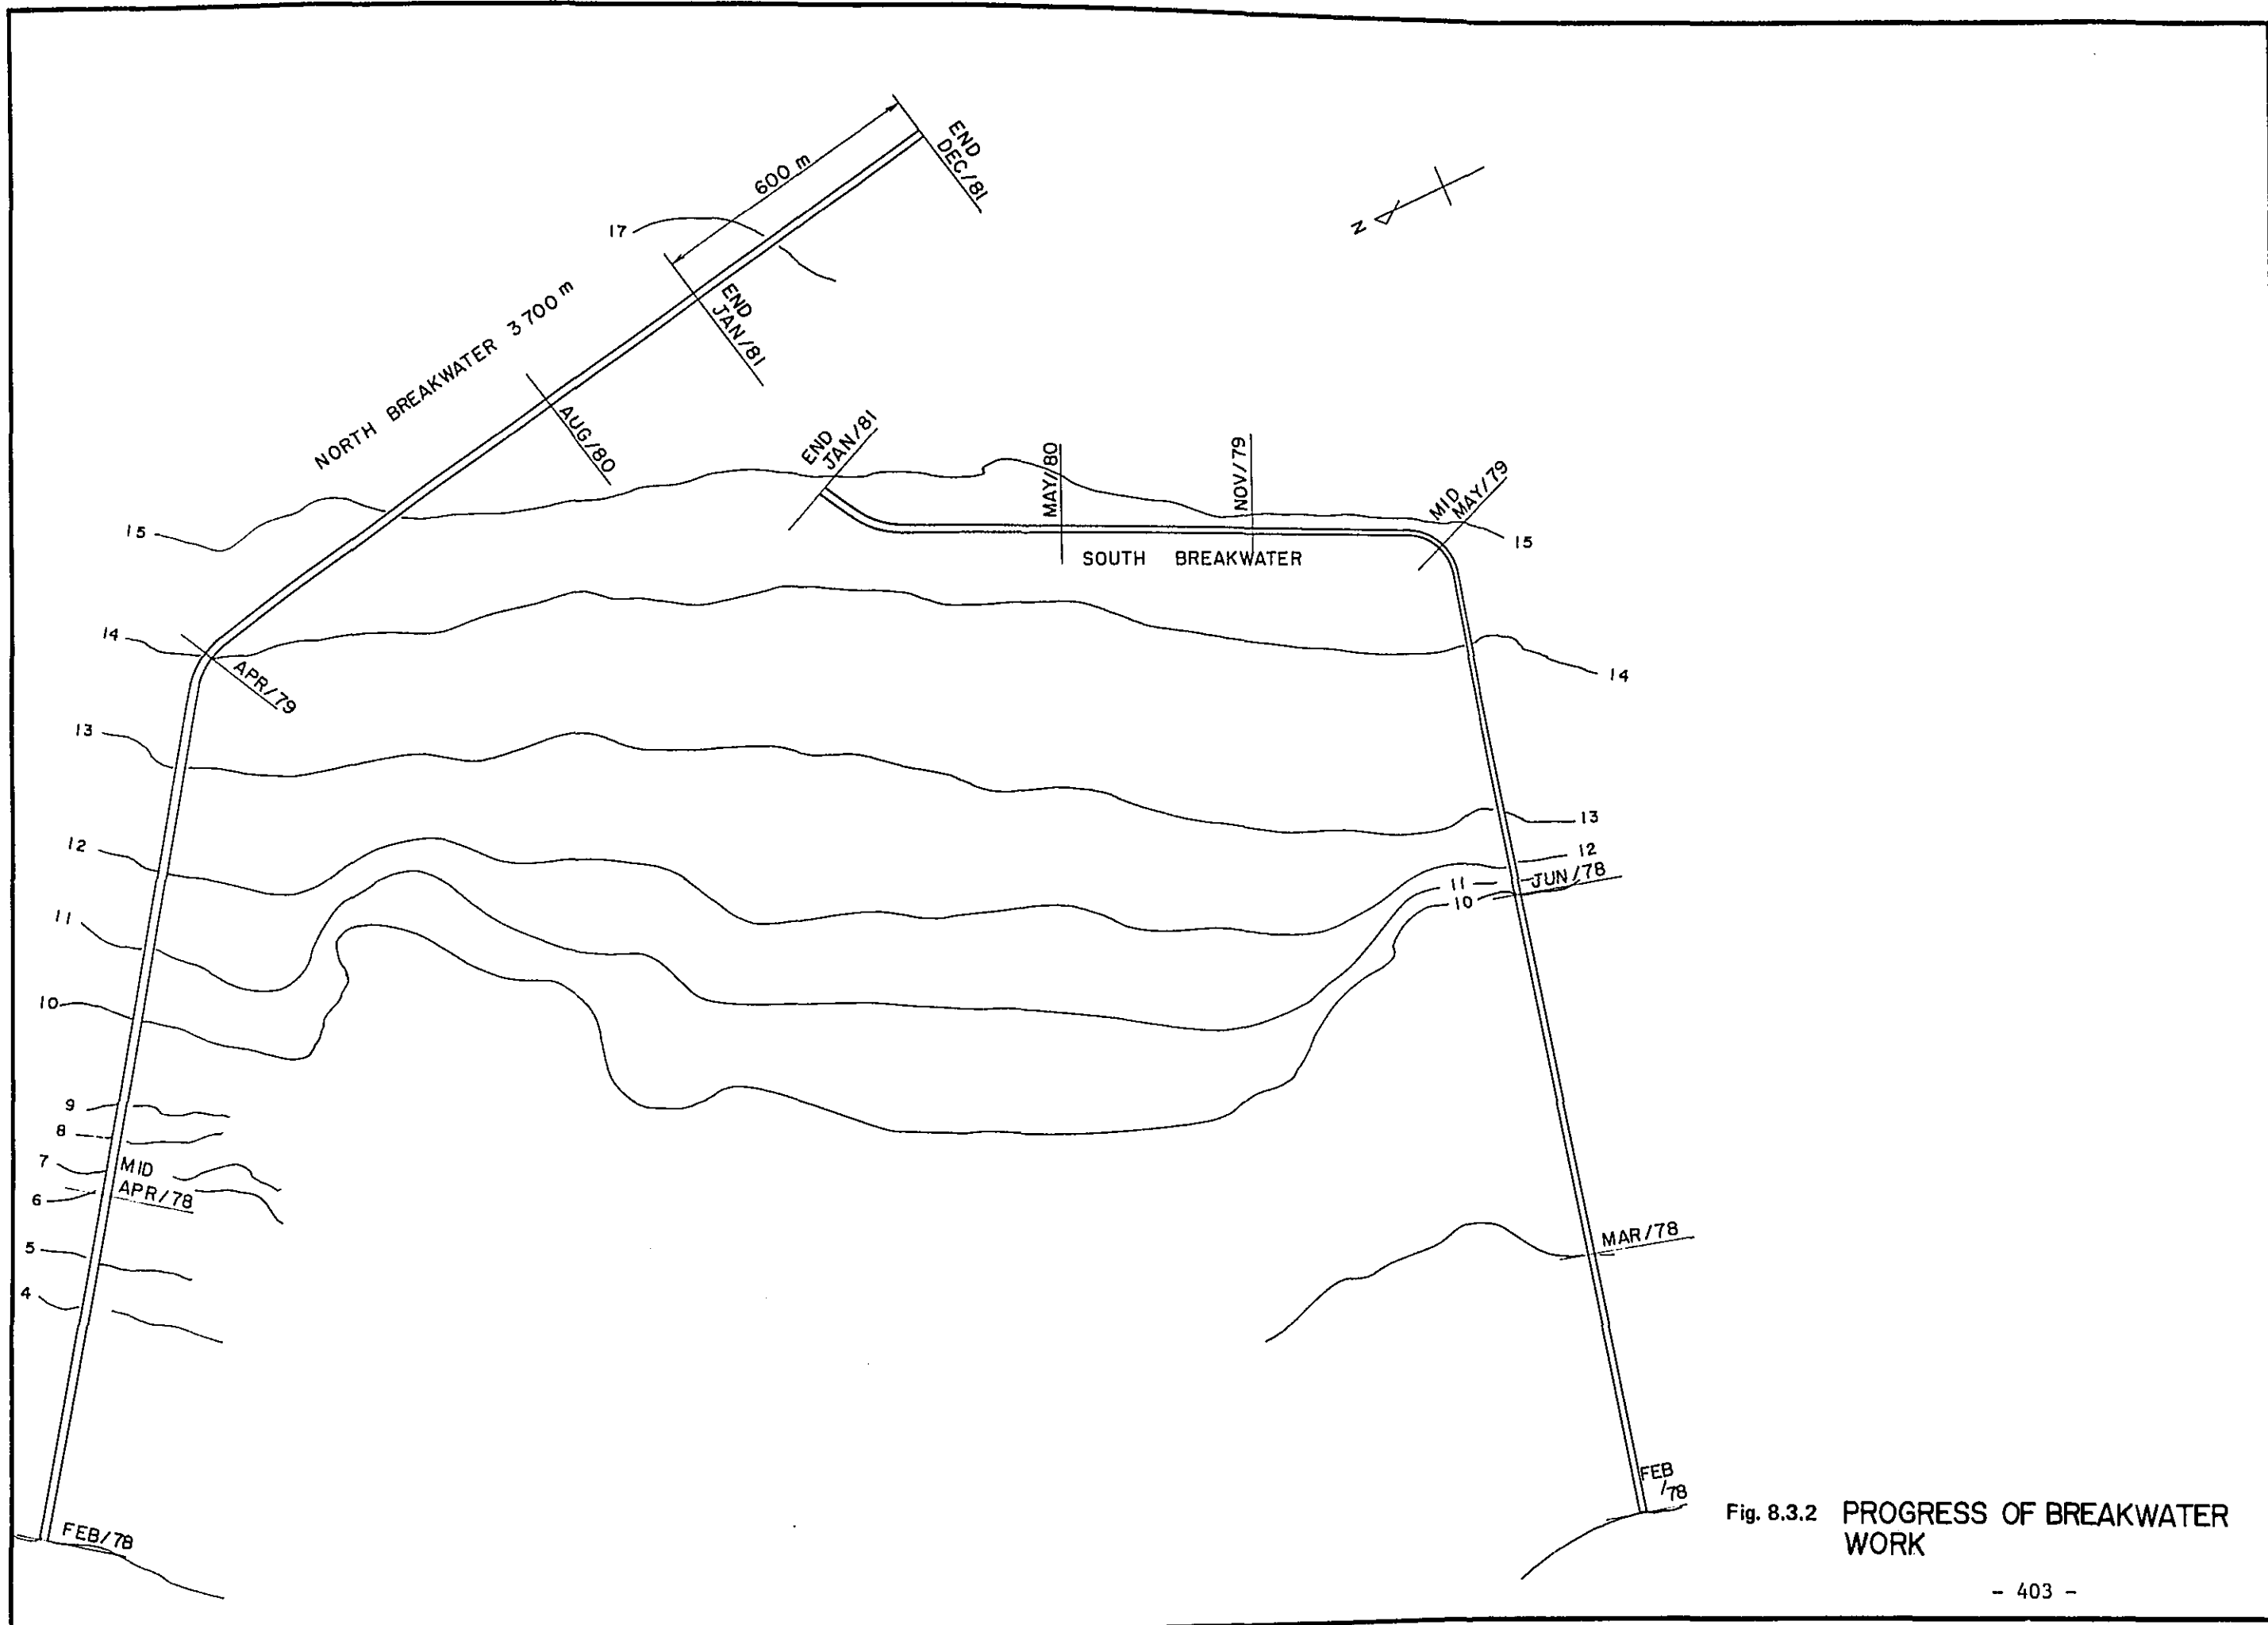 END
DEC/81
600 m
17
N
END
JAN/81
NORTH BREAKWATER 3700 m
AUG/80
END
JAN/81
MAY/80
NOV/79
MID
MAY/79
15
15
SOUTH BREAKWATER
14
14
APR/79
13
13
12
12
11
11
JUN/78
10
10
9
8
7
MID
APR/78
6
5
4
MAR/78
FEB
/78
FEB/78
Fig. 8.3.2 PROGRESS OF BREAKWATER
WORK
- 403 -